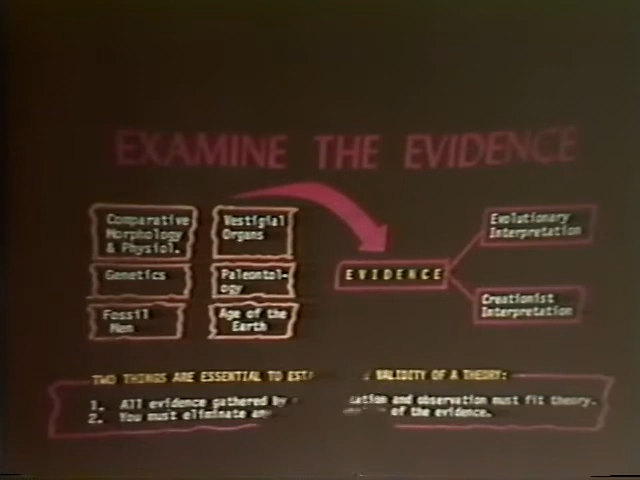 EXAMINE THE EVIDENCE
Comparative
Morphology
& Physiol.
Vestigial
Organs
Genetics
Paleontol-
ogy
Fossil
Men
Age of the
Earth
EVIDENCE
Evolutionary
Interpretation
Creationist
Interpretation
TWO THINGS ARE ESSENTIAL TO VALIDITY OF A THEORY:
1. All evidence gathered by and observation must fit theory.
2. You must eliminate of the evidence.